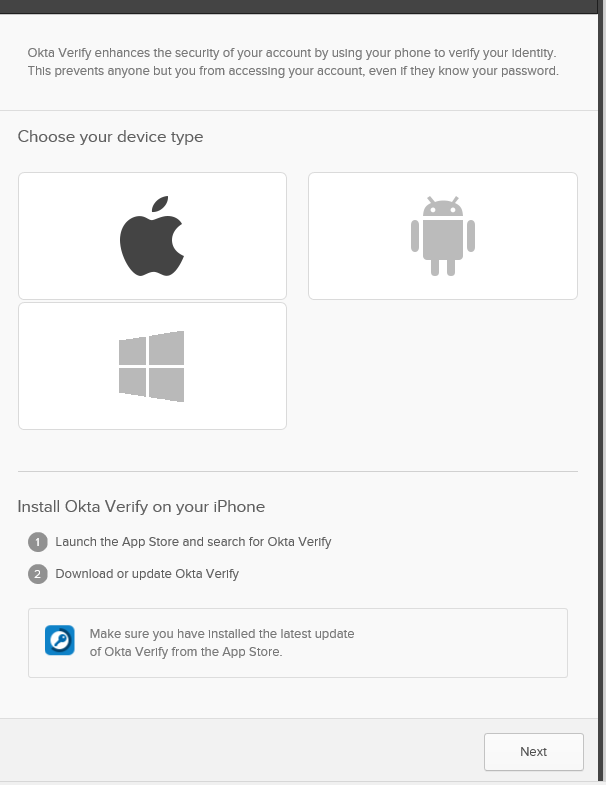 Okta Verify enhances the security of your account by using your phone to verify your identity.
This prevents anyone but you from accessing your account, even if they know your password.
Choose your device type
Install Okta Verify on your iPhone
1 Launch the App Store and search for Okta Verify
2 Download or update Okta Verify
Make sure you have installed the latest update
of Okta Verify from the App Store.
Next